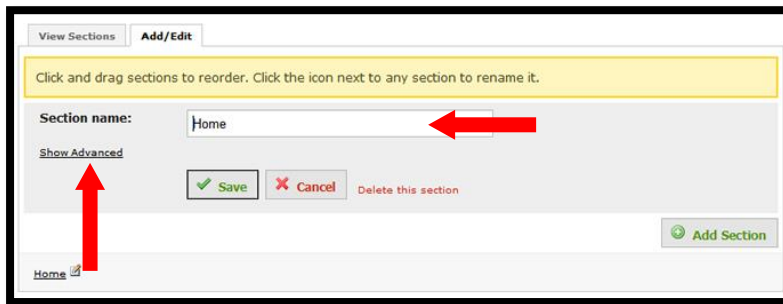 View Sections Add/Edit
Click and drag sections to reorder. Click the icon next to any section to rename it.
Section name: Home
Show Advanced
Save Cancel Delete this section
Add Section
Home